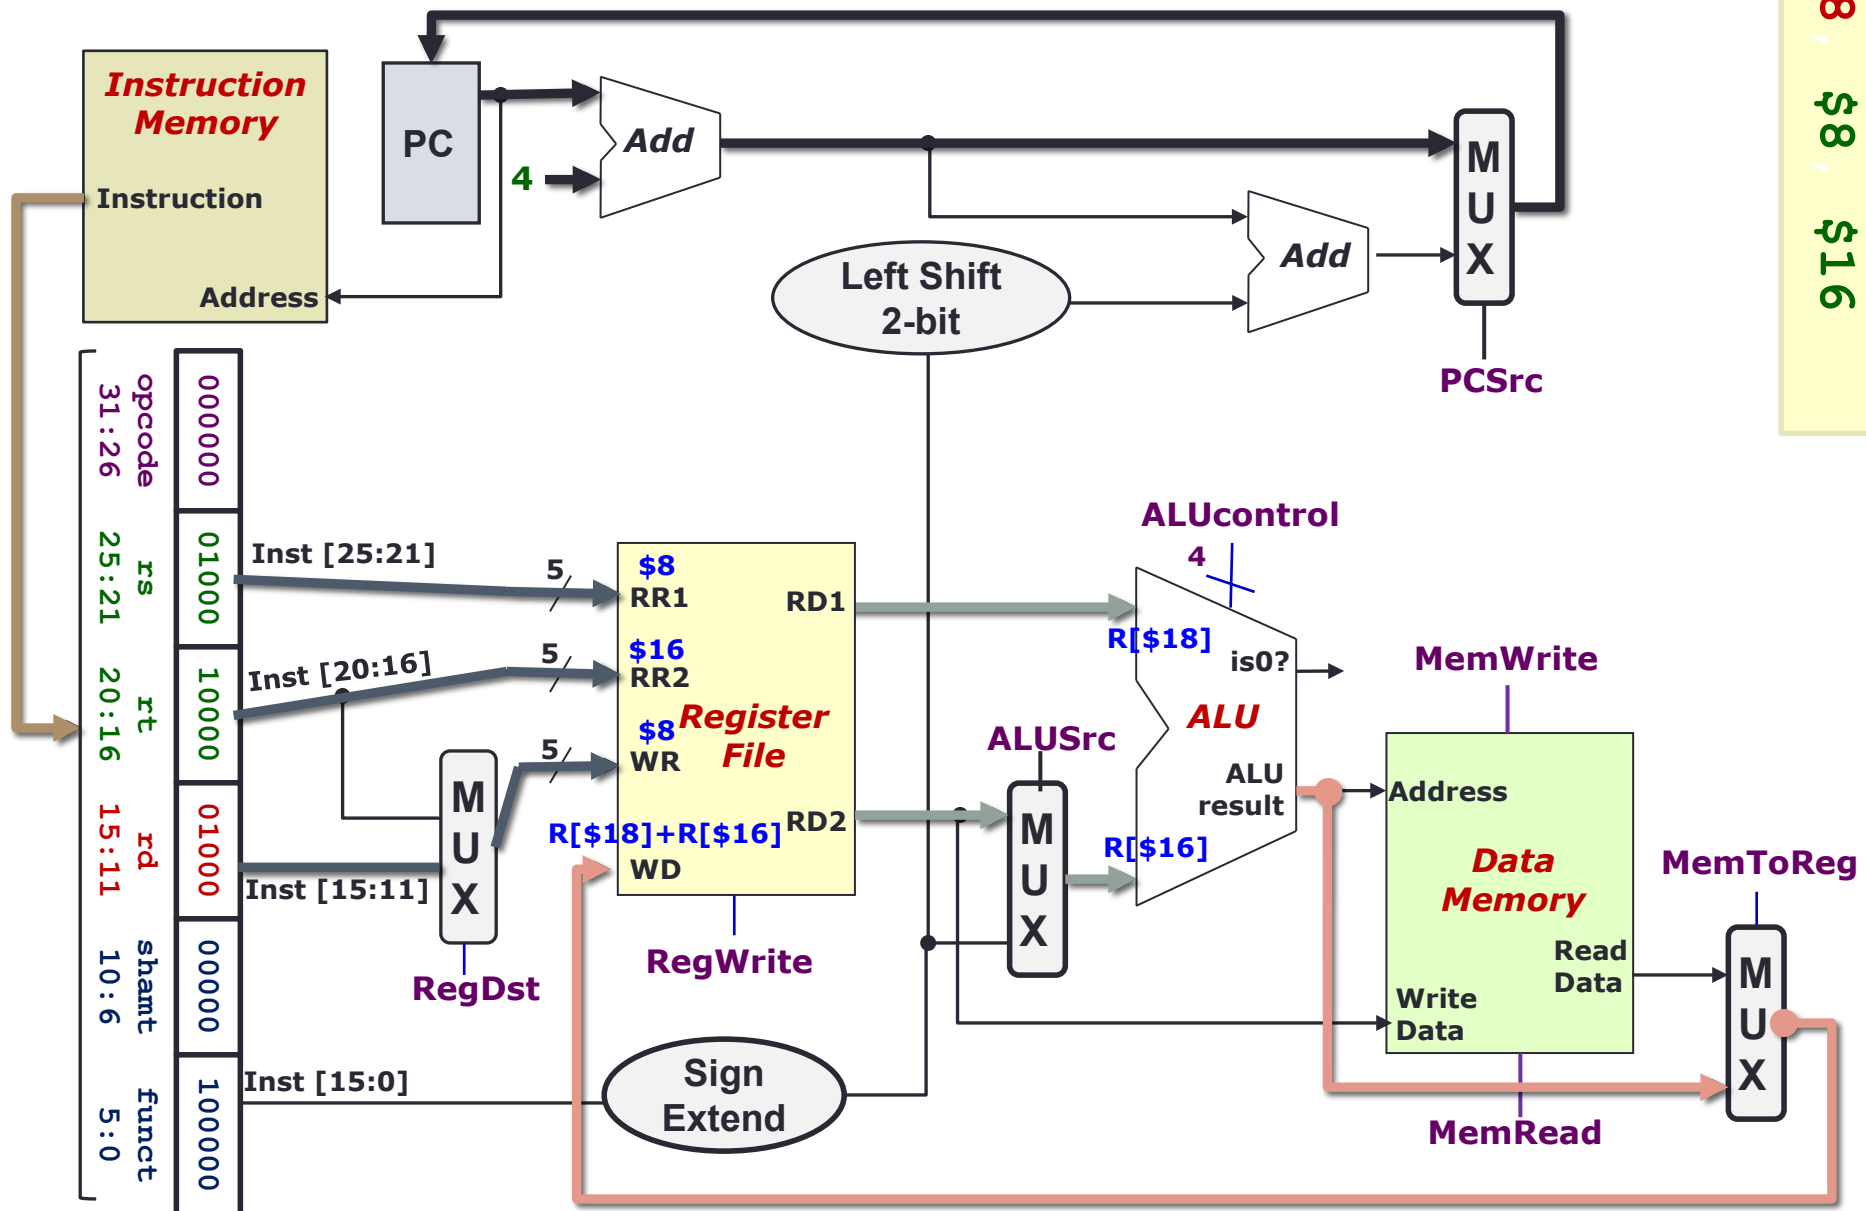 Instruction
Memory
Instruction
Address
PC
4
Add
Add
M
U
X
PCSrc
Left Shift
2-bit
8, $8, $16
opcode
31:26
000000
rs
25:21
01000
rt
20:16
10000
rd
15:11
01000
shamt
10:6
00000
funct
5:0
100000
Inst [25:21]
Inst [20:16]
Inst [15:11]
Inst [15:0]
5
5
5
M
U
X
RegDst
$8
RR1
$16
RR2
$8
WR
R[$18]+R[$16]
WD
Register
File
RD1
RD2
RegWrite
Sign
Extend
ALUSrc
M
U
X
ALUcontrol
4
R[$18]
is0?
ALU
ALU
result
R[$16]
MemWrite
Address
Data
Memory
Read
Data
Write
Data
MemRead
MemToReg
M
U
X